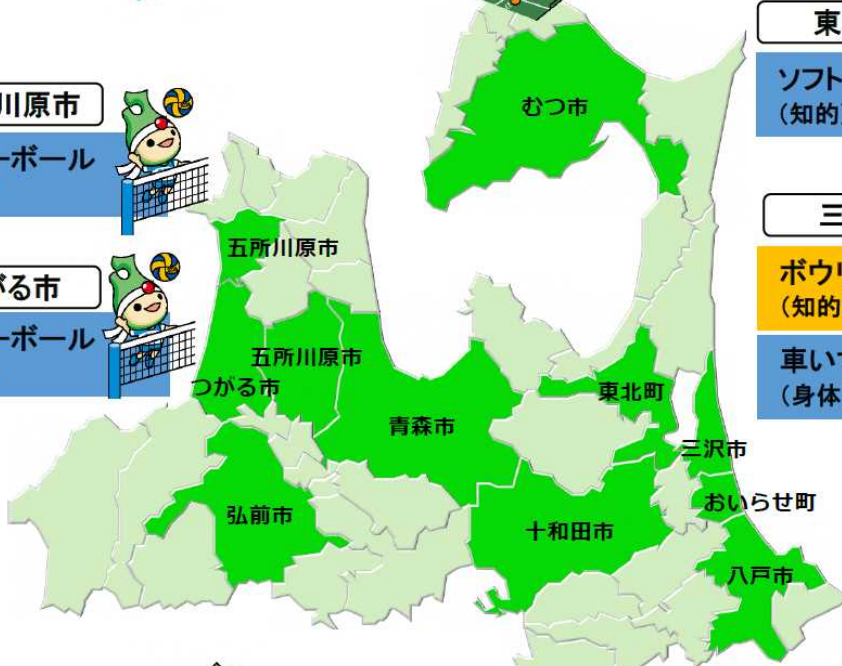 川原市
ーボール
がる市
ーボール
東
ソフト
（知的
三
ボウリ
（知的
車い
（身体
むつ市
五所川原市
五所川原市
つがる市
青森市
東北町
三沢市
おいらせ町
弘前市
十和田市
八戸市